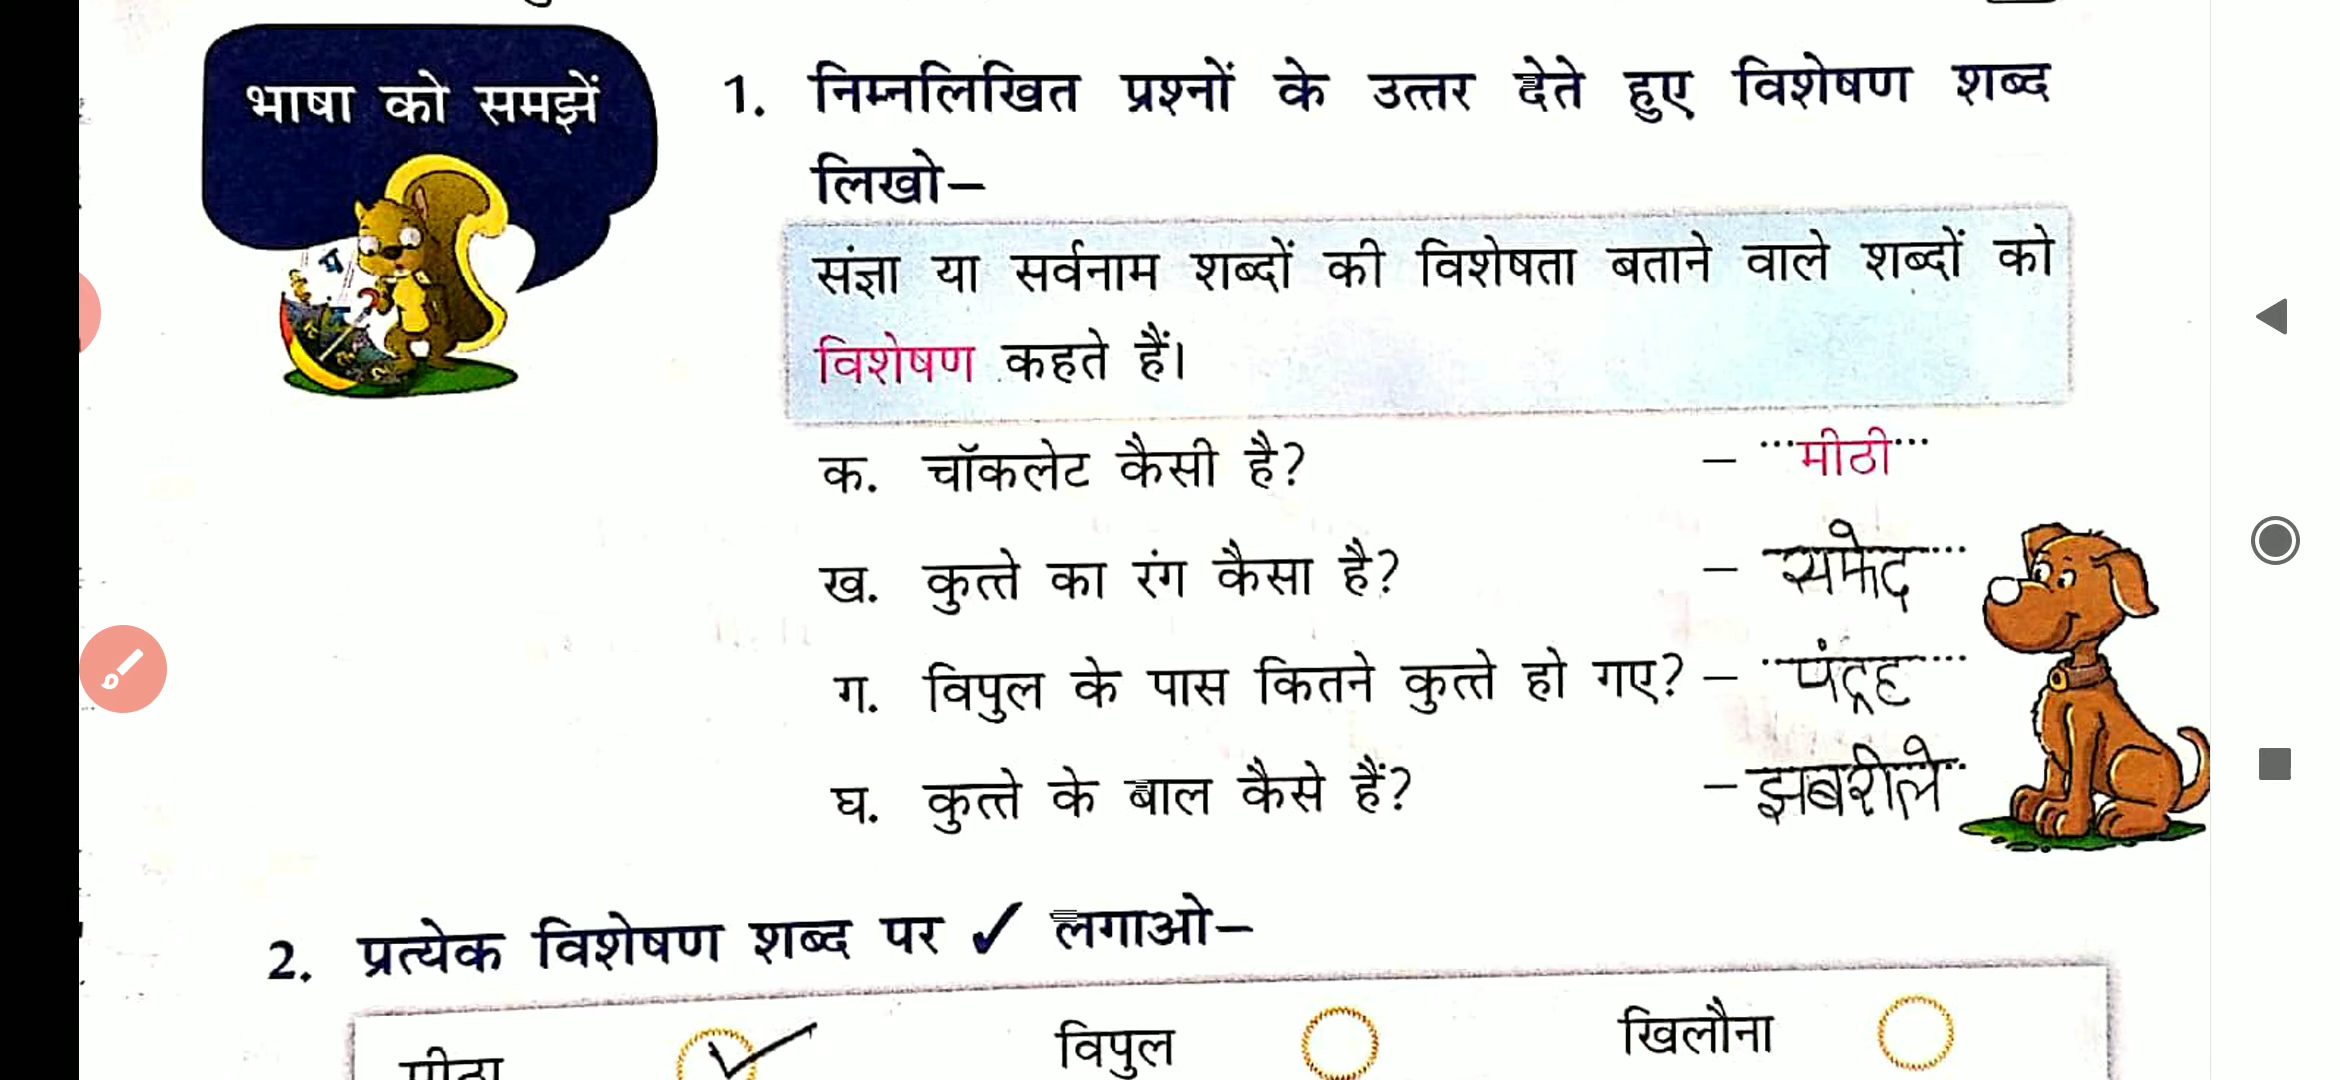 भाषा को समझें
1. निम्नलिखित प्रश्नों के उत्तर देते हुए विशेषण शब्द
लिखो–
संज्ञा या सर्वनाम शब्दों की विशेषता बताने वाले शब्दों को
विशेषण कहते हैं।
क. चॉकलेट कैसी है? – मीठी
ख. कुत्ते का रंग कैसा है? – सफेद
ग. विपुल के पास कितने कुत्ते हो गए? – पंद्रह
घ. कुत्ते के बाल कैसे हैं? – झबरीले
2. प्रत्येक विशेषण शब्द पर ✓ लगाओ–
विपुल खिलौना